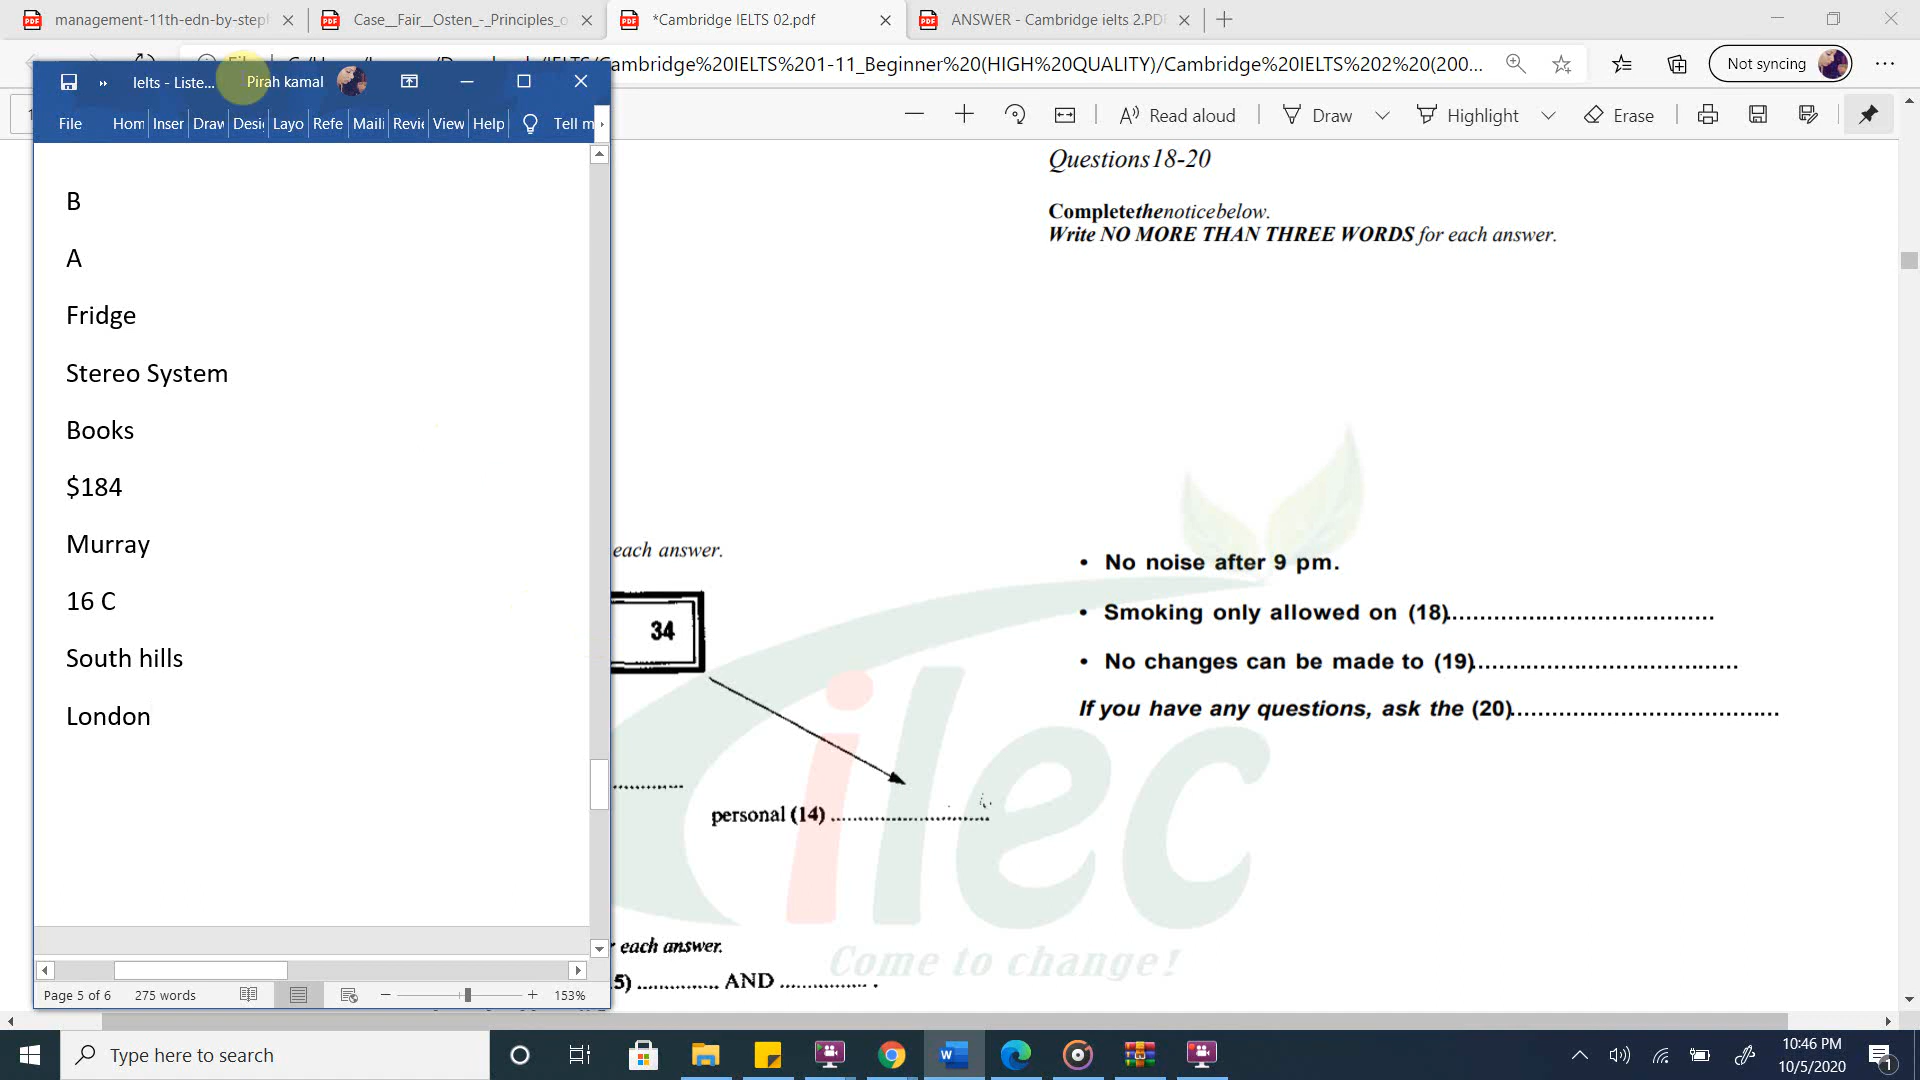 management-11th-edn-by-steph
Case__Fair__Osten_-_Principles_o
*Cambridge IELTS 02.pdf
ANSWER - Cambridge ielts 2.PDF
ambridge%20IELTS%201-11_Beginner%20(HIGH%20QUALITY)/Cambridge%20IELTS%202%20(200...
Not syncing
Ielts - Liste...
Pirah kamal
File
Hom
Inser
Draw
Desi
Layo
Refe
Maili
Revi
View
Help
Tell m
Read aloud
Draw
Highlight
Erase
B
A
Fridge
Stereo System
Books
$184
Murray
16 C
South hills
London
Page 5 of 6
275 words
153%
Questions18-20
Completethenoticebelow.
Write NO MORE THAN THREE WORDS for each answer.
each answer.
34
• No noise after 9 pm.
• Smoking only allowed on (18)....................................
• No changes can be made to (19)....................................
If you have any questions, ask the (20)....................................
personal (14) ............................
each answer.
5) .............. AND ............... .
ilec
Come to change!
Type here to search
10:46 PM
10/5/2020
1